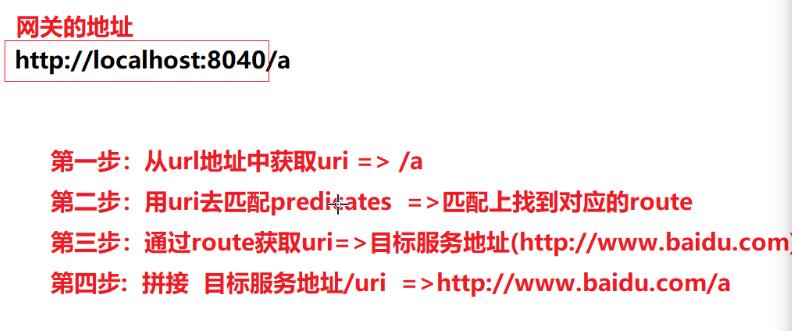 网关的地址
http://localhost:8040/a
第一步：从url地址中获取uri => /a
第二步：用uri去匹配predicates =>匹配上找到对应的route
第三步：通过route获取uri=>目标服务地址(http://www.baidu.com)
第四步：拼接 目标服务地址/uri =>http://www.baidu.com/a